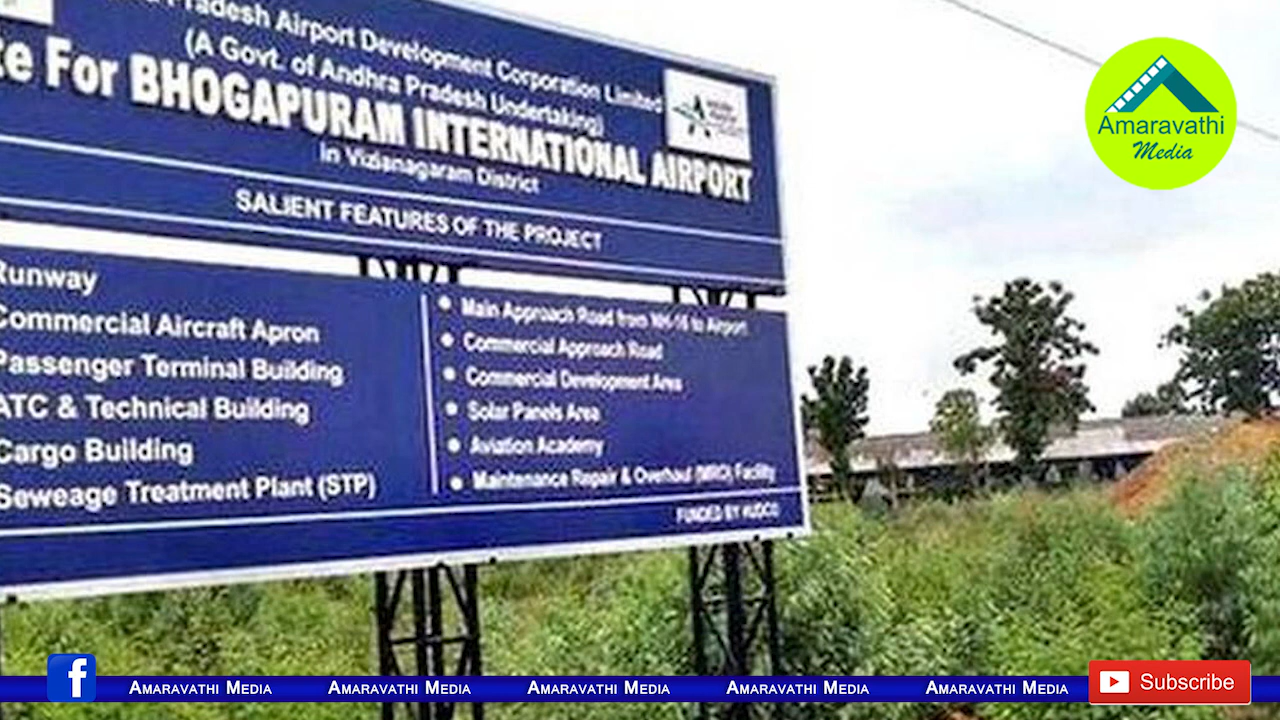 Pradesh Airport Development Corporation Limited
(A Govt. of Andhra Pradesh Undertaking)
For BHOGAPURAM INTERNATIONAL AIRPORT
In Vizianagaram District
SALIENT FEATURES OF THE PROJECT
Runway
Commercial Aircraft Apron
Passenger Terminal Building
ATC & Technical Building
Cargo Building
Seweage Treatment Plant (STP)
Main Approach Road from NH-16 to Airport
Commercial Approach Road
Commercial Development Area
Solar Panels Area
Aviation Academy
Maintenance Repair & Overhaul (MRO) Facility
FUNDED BY HUDCO
Amaravathi
Media
f
AMARAVATHI MEDIA
AMARAVATHI MEDIA
AMARAVATHI MEDIA
AMARAVATHI MEDIA
AMARAVATHI MEDIA
Subscribe